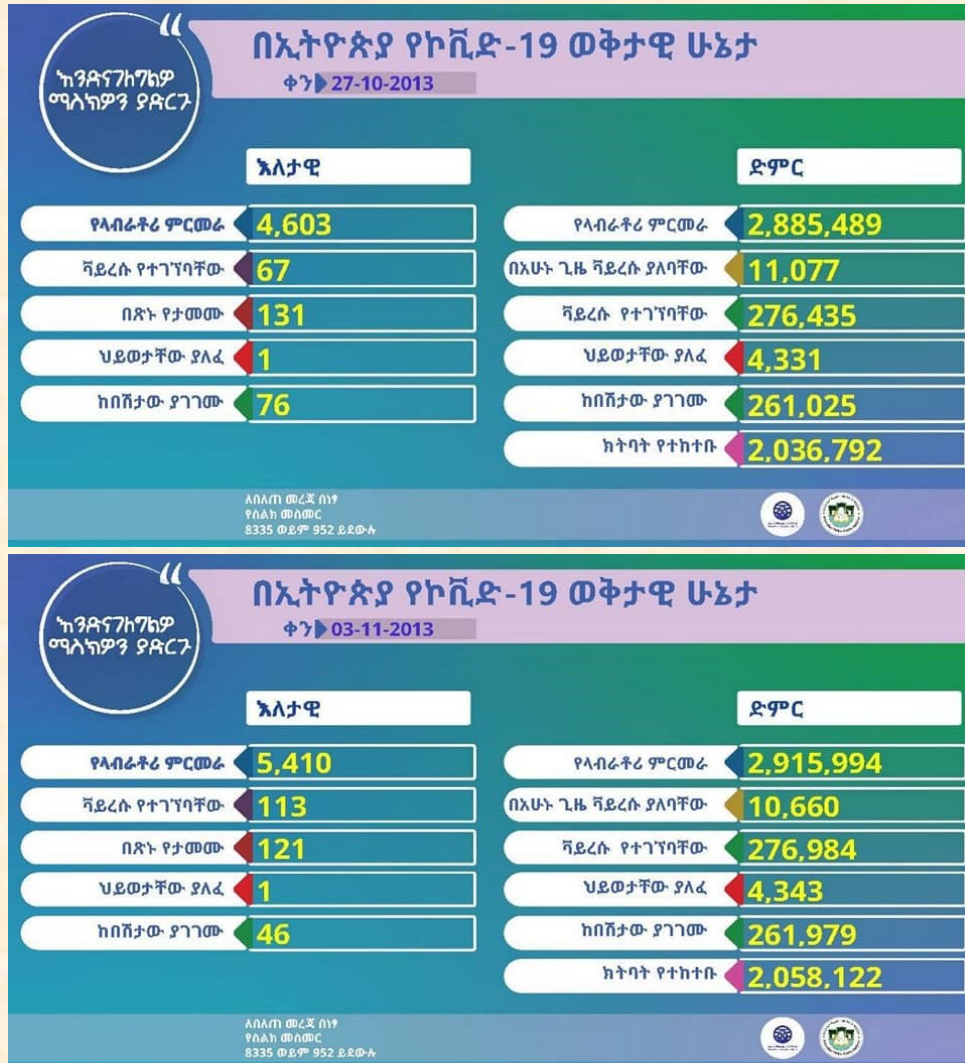 በኢትዮጵያ የኮቪድ-19 ወቅታዊ ሁኔታ
ቀን 27-10-2013
እንድናገለግልዎ
ማስክዎን ያድርጉ
እለታዊ
የላብራቶሪ ምርመራ 4,603
ቫይረሱ የተገኘባቸው 67
በጽኑ የታመሙ 131
ህይወታቸው ያለፈ 1
ከበሽታው ያገገሙ 76
ድምር
የላብራቶሪ ምርመራ 2,885,489
በአሁኑ ጊዜ ቫይረሱ ያለባቸው 11,077
ቫይረሱ የተገኘባቸው 276,435
ህይወታቸው ያለፈ 4,331
ከበሽታው ያገገሙ 261,025
ክትባት የተከተቡ 2,036,792
ለበለጠ መረጃ በነፃ
የስልክ መስመር
8335 ወይም 952 ይደውሉ
በኢትዮጵያ የኮቪድ-19 ወቅታዊ ሁኔታ
ቀን 03-11-2013
እንድናገለግልዎ
ማስክዎን ያድርጉ
እለታዊ
የላብራቶሪ ምርመራ 5,410
ቫይረሱ የተገኘባቸው 113
በጽኑ የታመሙ 121
ህይወታቸው ያለፈ 1
ከበሽታው ያገገሙ 46
ድምር
የላብራቶሪ ምርመራ 2,915,994
በአሁኑ ጊዜ ቫይረሱ ያለባቸው 10,660
ቫይረሱ የተገኘባቸው 276,984
ህይወታቸው ያለፈ 4,343
ከበሽታው ያገገሙ 261,979
ክትባት የተከተቡ 2,058,122
ለበለጠ መረጃ በነፃ
የስልክ መስመር
8335 ወይም 952 ይደውሉ